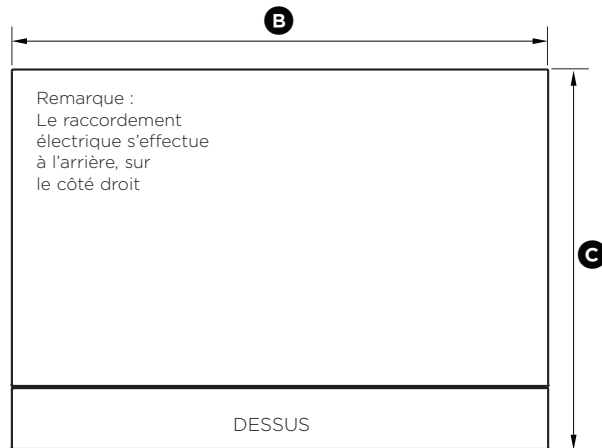 B
Remarque :
Le raccordement
électrique s’effectue
à l’arrière, sur
le côté droit
C
DESSUS